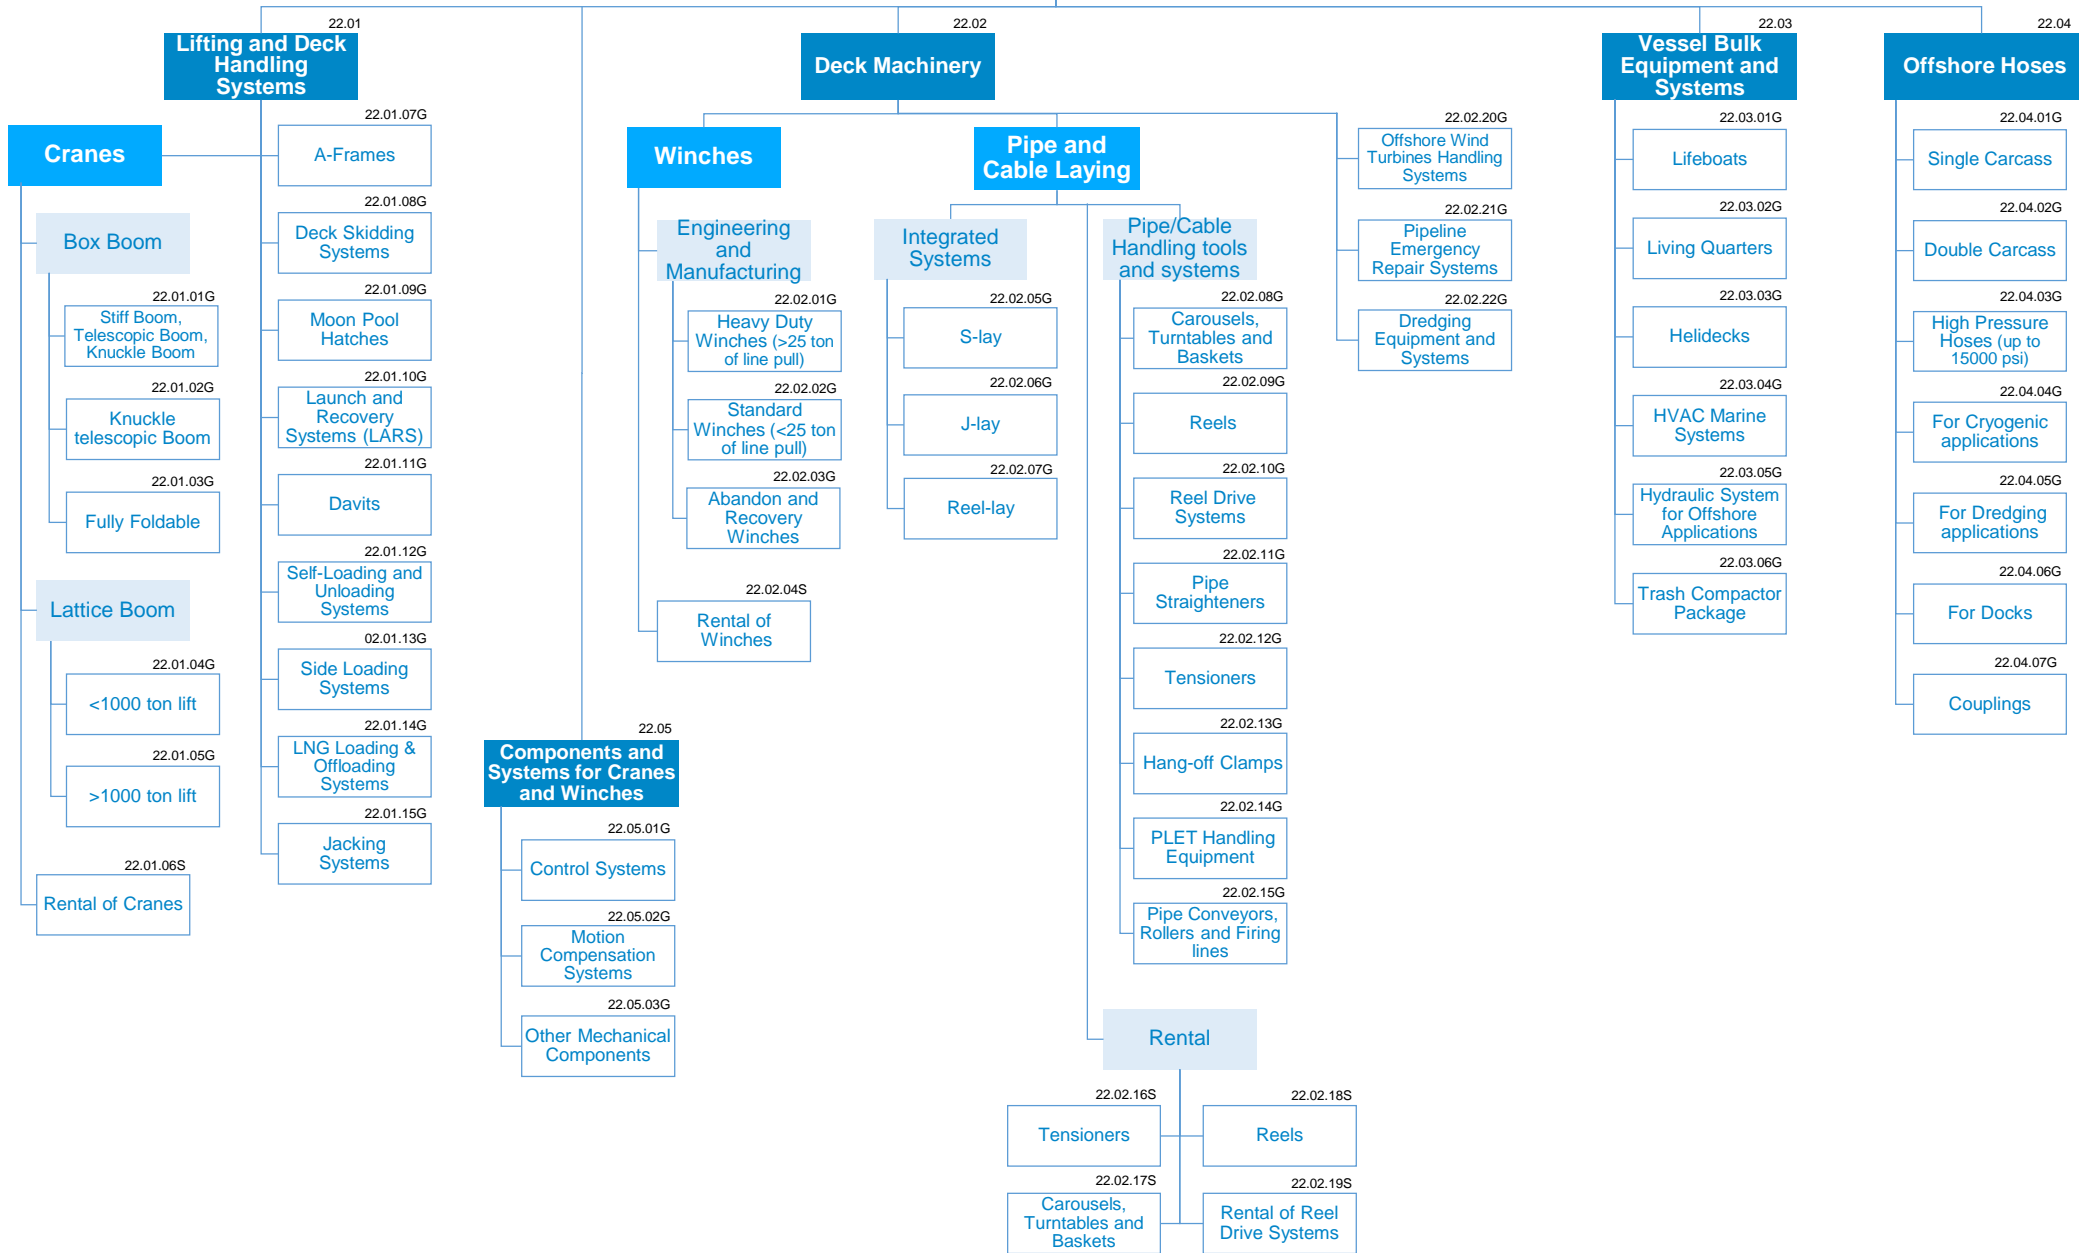 22.01
Lifting and Deck
Handling
Systems
Cranes
Box Boom
22.01.01G
Stiff Boom,
Telescopic Boom,
Knuckle Boom
22.01.02G
Knuckle
telescopic Boom
22.01.03G
Fully Foldable
Lattice Boom
22.01.04G
<1000 ton lift
22.01.05G
>1000 ton lift
22.01.06S
Rental of Cranes
22.01.07G
A-Frames
22.01.08G
Deck Skidding
Systems
22.01.09G
Moon Pool
Hatches
22.01.10G
Launch and
Recovery
Systems (LARS)
22.01.11G
Davits
22.01.12G
Self-Loading and
Unloading
Systems
02.01.13G
Side Loading
Systems
22.01.14G
LNG Loading &
Offloading
Systems
22.01.15G
Jacking
Systems
22.05
Components and
Systems for Cranes
and Winches
22.05.01G
Control Systems
22.05.02G
Motion
Compensation
Systems
22.05.03G
Other Mechanical
Components
22.02
Deck Machinery
Winches
Engineering
and
Manufacturing
22.02.01G
Heavy Duty
Winches (>25 ton
of line pull)
22.02.02G
Standard
Winches (<25 ton
of line pull)
22.02.03G
Abandon and
Recovery
Winches
22.02.04S
Rental of
Winches
Pipe and
Cable Laying
Integrated
Systems
22.02.05G
S-lay
22.02.06G
J-lay
22.02.07G
Reel-lay
Pipe/Cable
Handling tools
and systems
22.02.08G
Carousels,
Turntables and
Baskets
22.02.09G
Reels
22.02.10G
Reel Drive
Systems
22.02.11G
Pipe
Straighteners
22.02.12G
Tensioners
22.02.13G
Hang-off Clamps
22.02.14G
PLET Handling
Equipment
22.02.15G
Pipe Conveyors,
Rollers and Firing
lines
Rental
22.02.16S
Tensioners
22.02.17S
Carousels,
Turntables and
Baskets
22.02.18S
Reels
22.02.19S
Rental of Reel
Drive Systems
22.02.20G
Offshore Wind
Turbines Handling
Systems
22.02.21G
Pipeline
Emergency
Repair Systems
22.02.22G
Dredging
Equipment and
Systems
22.03
Vessel Bulk
Equipment and
Systems
22.03.01G
Lifeboats
22.03.02G
Living Quarters
22.03.03G
Helidecks
22.03.04G
HVAC Marine
Systems
22.03.05G
Hydraulic System
for Offshore
Applications
22.03.06G
Trash Compactor
Package
22.04
Offshore Hoses
22.04.01G
Single Carcass
22.04.02G
Double Carcass
22.04.03G
High Pressure
Hoses (up to
15000 psi)
22.04.04G
For Cryogenic
applications
22.04.05G
For Dredging
applications
22.04.06G
For Docks
22.04.07G
Couplings